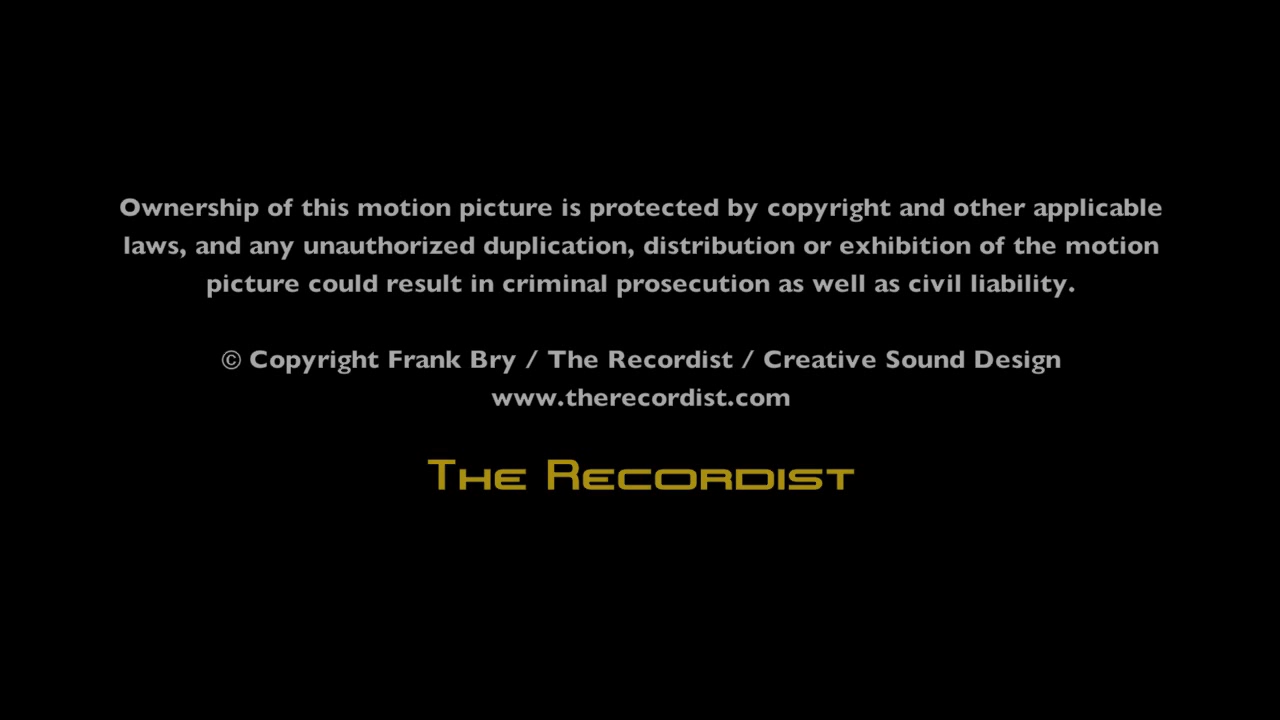 Ownership of this motion picture is protected by copyright and other applicable
laws, and any unauthorized duplication, distribution or exhibition of the motion
picture could result in criminal prosecution as well as civil liability.
© Copyright Frank Bry / The Recordist / Creative Sound Design
www.therecordist.com
The Recordist